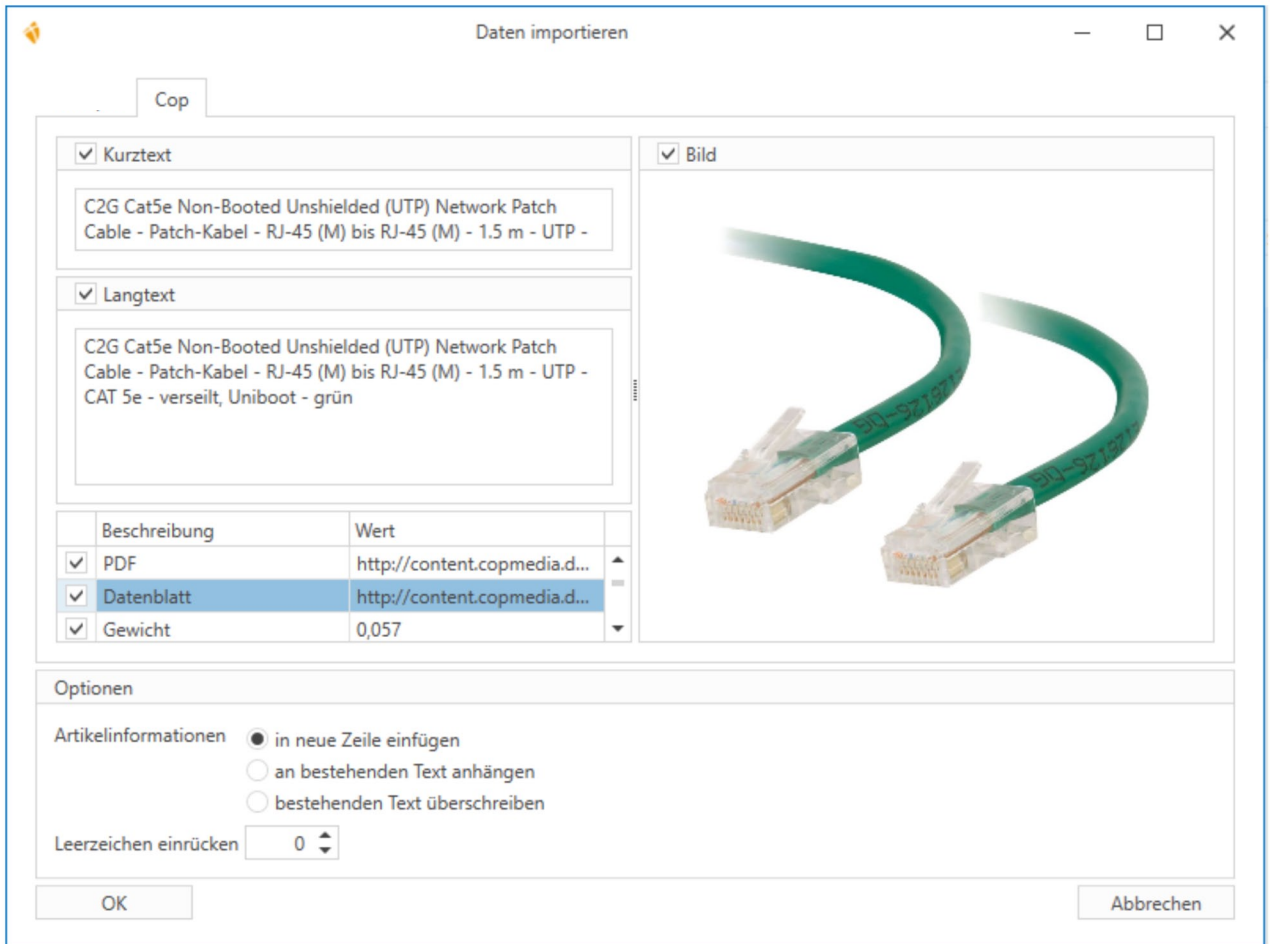 Daten importieren
Cop
Kurztext
C2G Cat5e Non-Booted Unshielded (UTP) Network Patch
Cable - Patch-Kabel - RJ-45 (M) bis RJ-45 (M) - 1.5 m - UTP -
Langtext
C2G Cat5e Non-Booted Unshielded (UTP) Network Patch
Cable - Patch-Kabel - RJ-45 (M) bis RJ-45 (M) - 1.5 m - UTP -
CAT 5e - verseilt, Uniboot - grün
Beschreibung Wert
PDF http://content.copmedia.d...
Datenblatt http://content.copmedia.d...
Gewicht 0,057
Bild
Optionen
Artikelinformationen
in neue Zeile einfügen
an bestehenden Text anhängen
bestehenden Text überschreiben
Leerzeichen einrücken 0
OK
Abbrechen